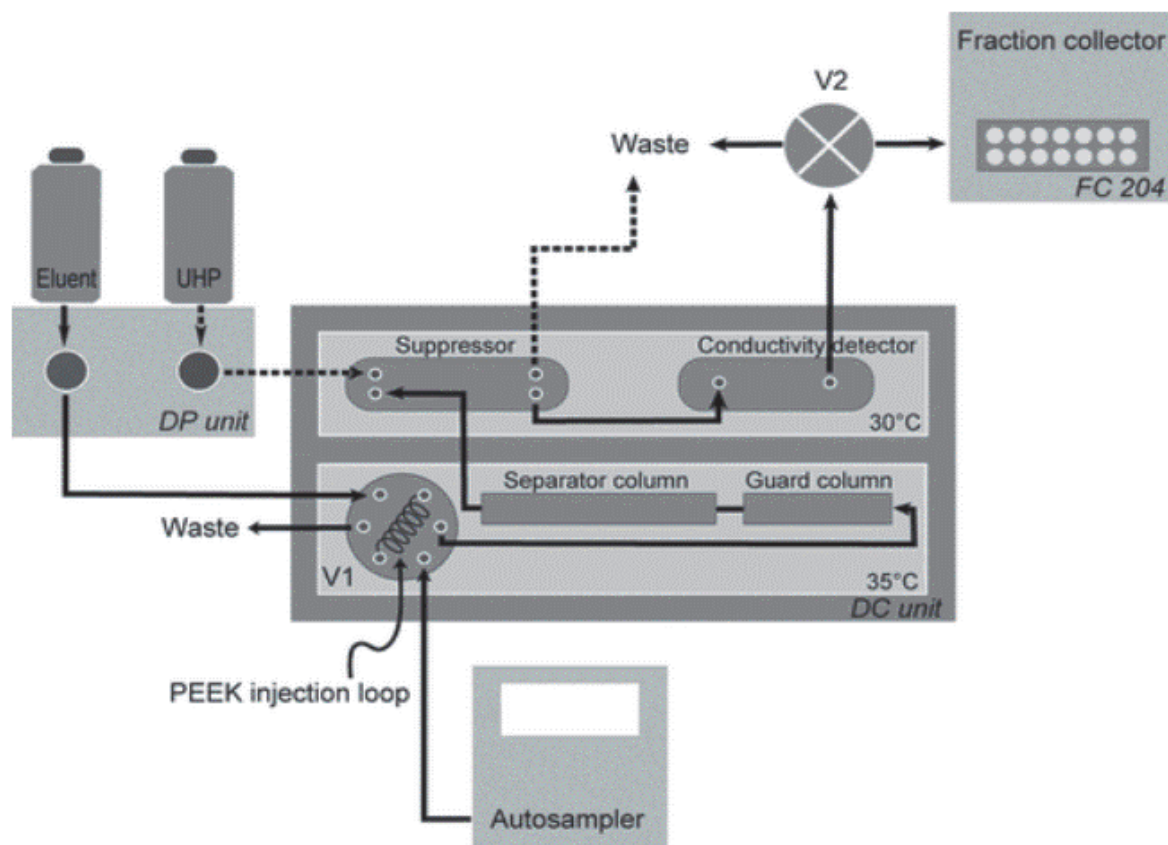 Fraction collector
V2
Waste
FC 204
Eluent
UHP
Suppressor
Conductivity detector
DP unit
30°C
Separator column
Guard column
Waste
V1
35°C
DC unit
PEEK injection loop
Autosampler